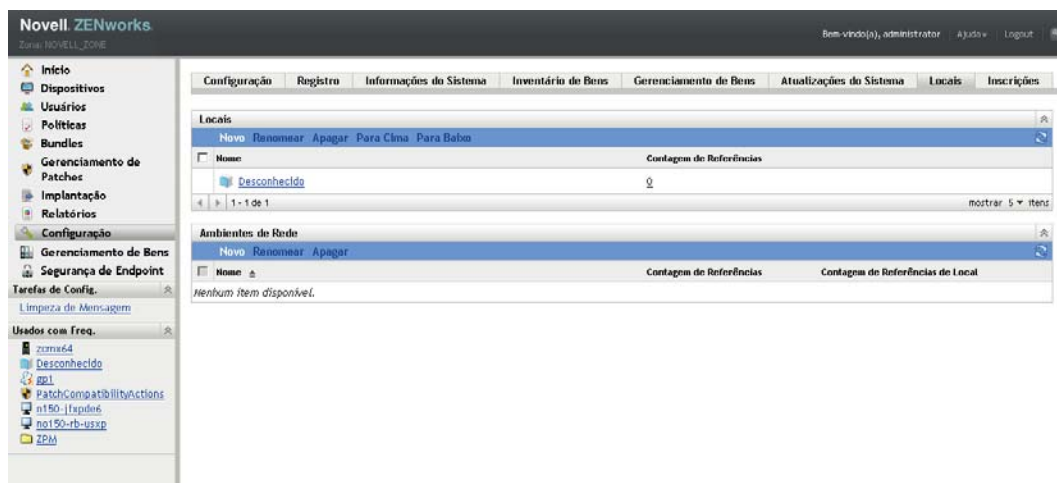 Novell ZENworks.
Zona: NOVELL_ZONE
Bem-vindo(a), administrator Ajuda Logout
Início
Dispositivos
Usuários
Políticas
Bundles
Gerenciamento de
Patches
Implantação
Relatórios
Configuração
Gerenciamento de Bens
Segurança de Endpoint
Tarefas de Config.
Limpeza de Mensagem
Usados com Freq.
zcmx64
Desconhecido
gp1
PatchCompatibilityActions
n150-jfxpde6
no150-rb-usxp
ZPM
Configuração Registro Informações do Sistema Inventário de Bens Gerenciamento de Bens Atualizações do Sistema Locais Inscrições
Locais
Novo Renomear Apagar Para Cima Para Baixo
Nome Contagem de Referências
Desconhecido 0
1 - 1 de 1 mostrar 5 itens
Ambientes de Rede
Novo Renomear Apagar
Nome Contagem de Referências Contagem de Referências de Local
Nenhum item disponível.